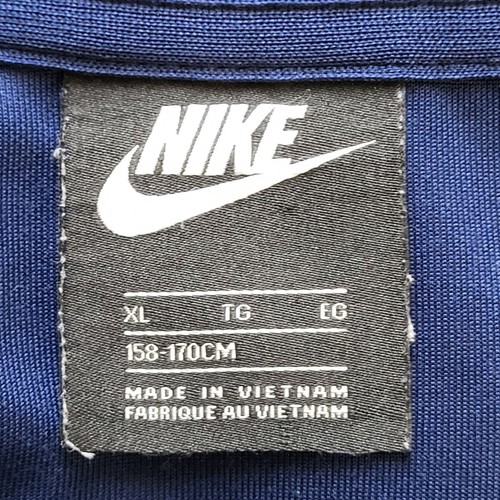 NIKE
XL TG EG
158-170CM
MADE IN VIETNAM
FABRIQUE AU VIETNAM